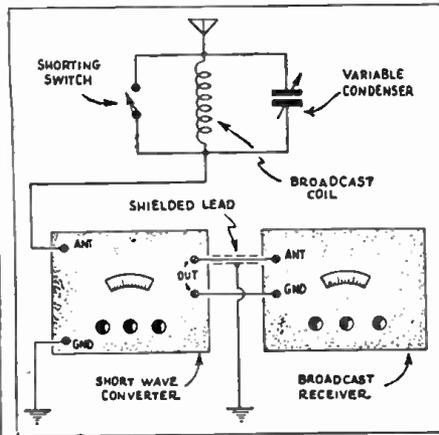 SHORTING
SWITCH
VARIABLE
CONDENSER
BROADCAST
COIL
SHIELDED LEAD
ANT
OUT
ANT
GND
GND
SHORT WAVE
CONVERTER
BROADCAST
RECEIVER